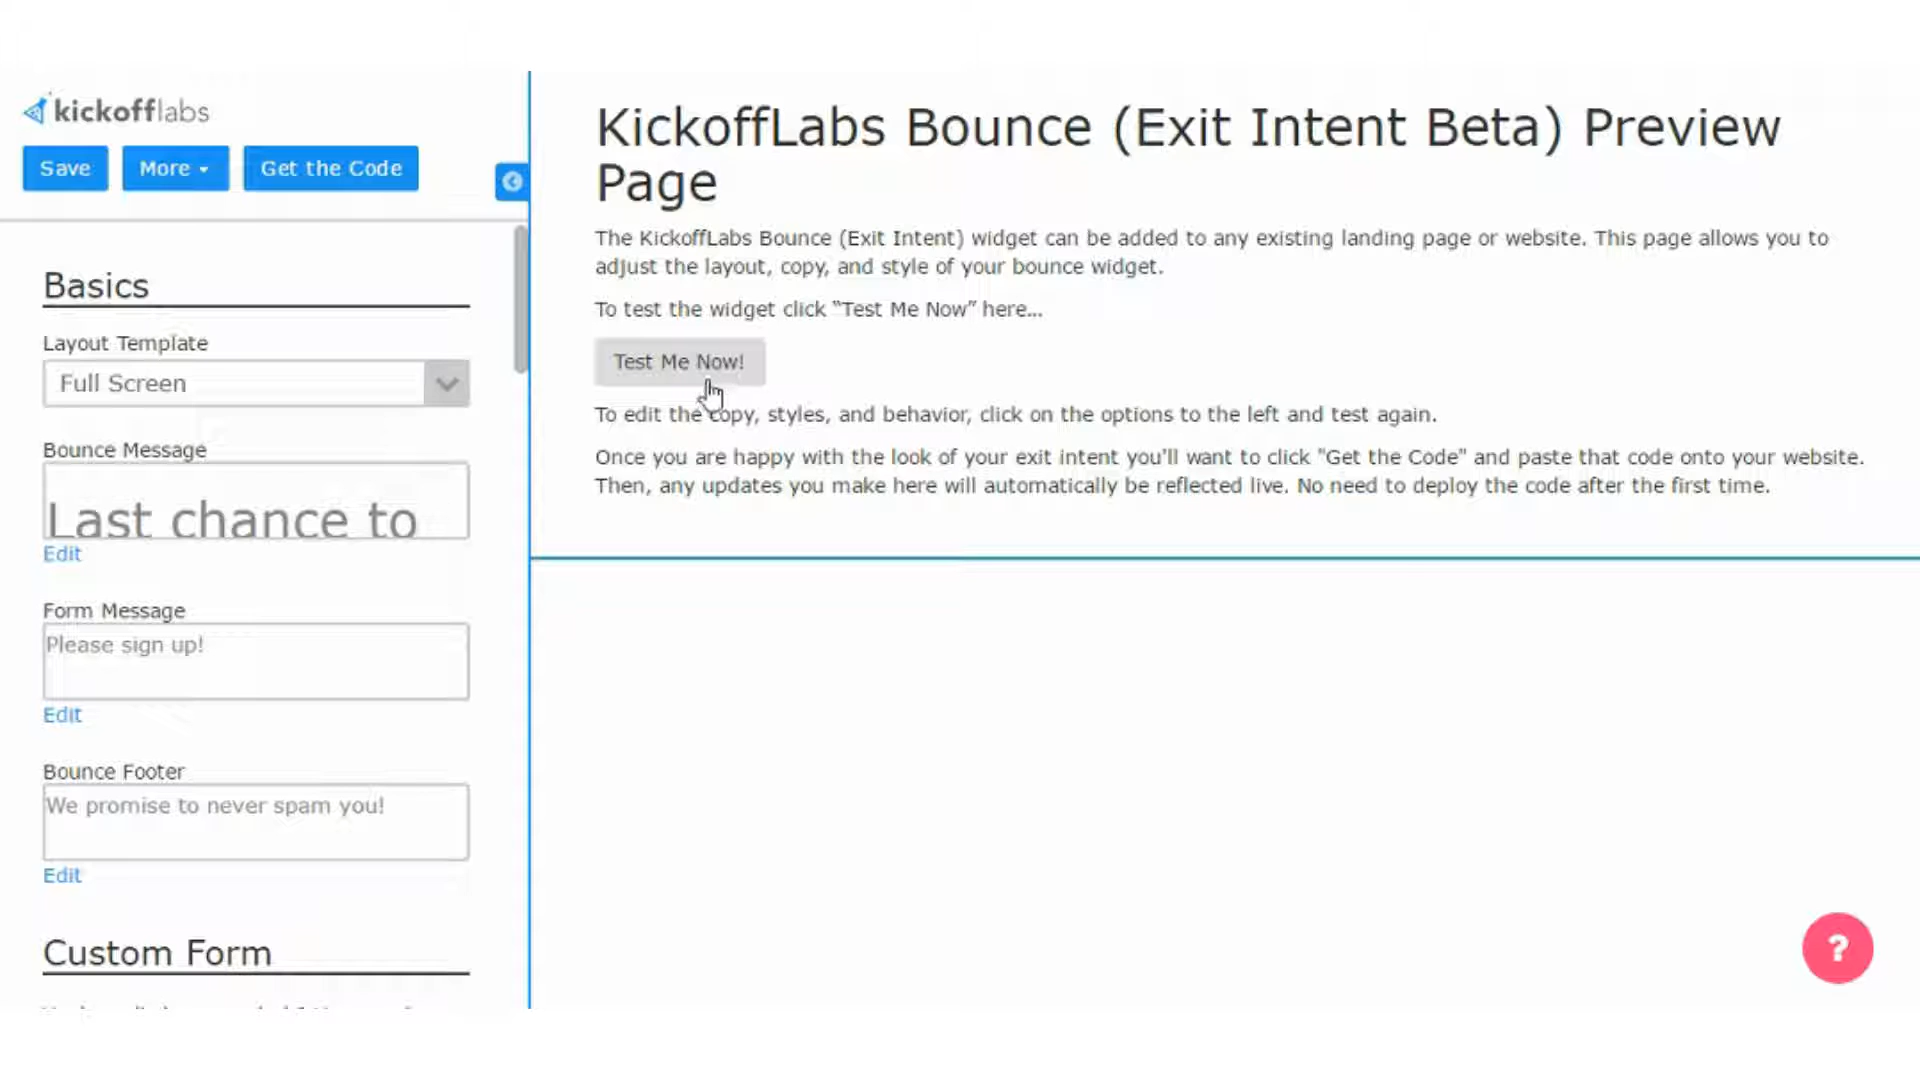 kickofflabs
Save
More
Get the Code
Basics
Layout Template
Full Screen
Bounce Message
Last chance to
Edit
Form Message
Please sign up!
Edit
Bounce Footer
We promise to never spam you!
Edit
Custom Form
KickoffLabs Bounce (Exit Intent Beta) Preview
Page
The KickoffLabs Bounce (Exit Intent) widget can be added to any existing landing page or website. This page allows you to
adjust the layout, copy, and style of your bounce widget.
To test the widget click “Test Me Now” here...
Test Me Now!
To edit the copy, styles, and behavior, click on the options to the left and test again.
Once you are happy with the look of your exit intent you'll want to click "Get the Code" and paste that code onto your website.
Then, any updates you make here will automatically be reflected live. No need to deploy the code after the first time.
?